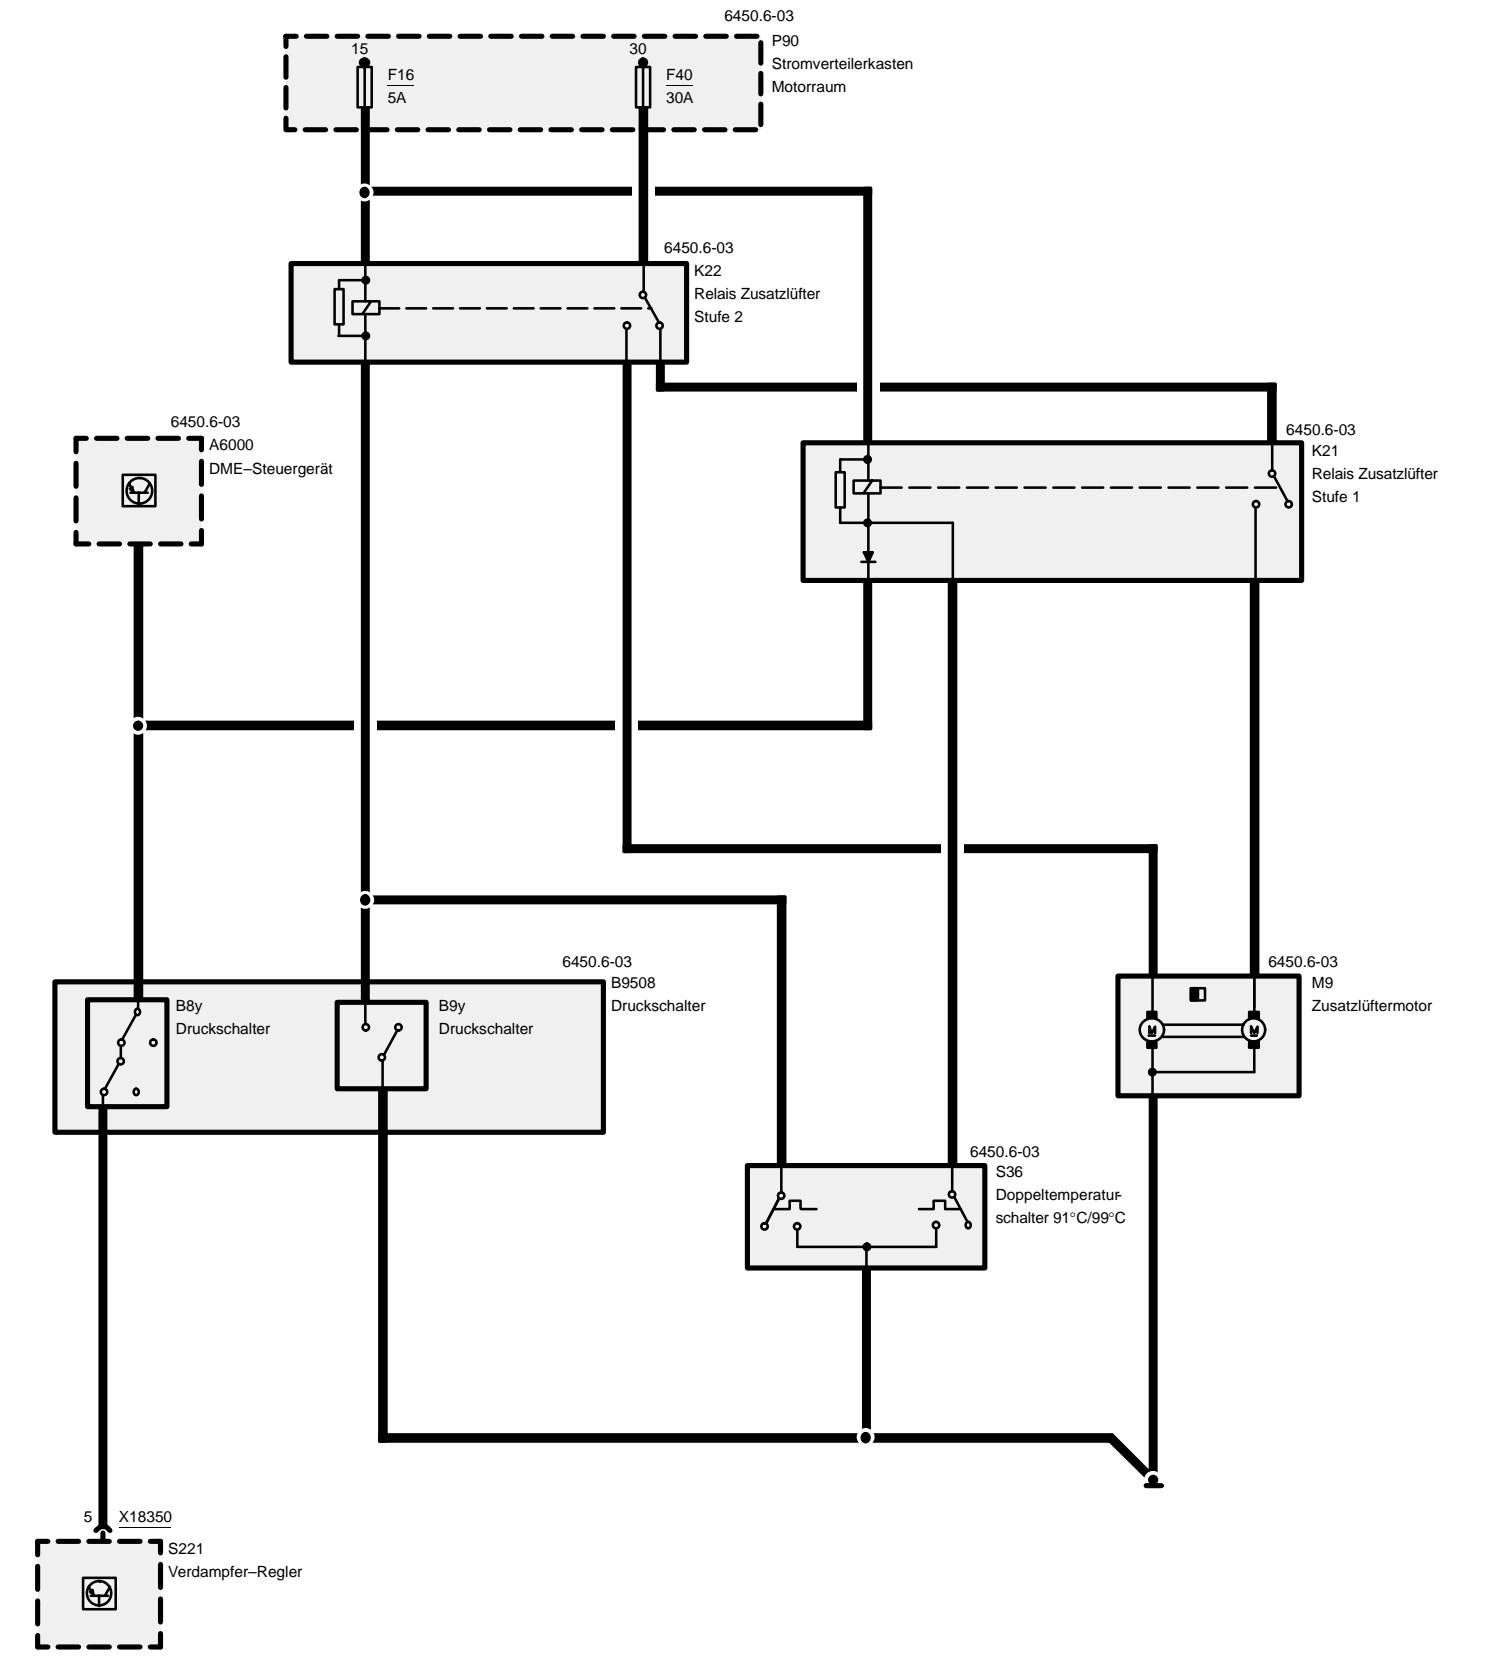 6450.6-03
P90
Stromverteilerkasten
Motorraum
15
F16
5A
30
F40
30A
6450.6-03
K22
Relais Zusatzlüfter
Stufe 2
6450.6-03
A6000
DME–Steuergerät
6450.6-03
K21
Relais Zusatzlüfter
Stufe 1
6450.6-03
B9508
Druckschalter
B8y
Druckschalter
B9y
Druckschalter
6450.6-03
M9
Zusatzlüftermotor
M
M
6450.6-03
S36
Doppeltemperatur-
schalter 91°C/99°C
5
X18350
S221
Verdampfer–Regler